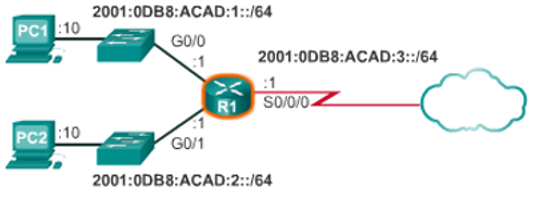 2001:0DB8:ACAD:1::/64
PC1
:10
G0/0
:1
2001:0DB8:ACAD:3::/64
:1
R1
S0/0/0
PC2
:10
:1
G0/1
2001:0DB8:ACAD:2::/64